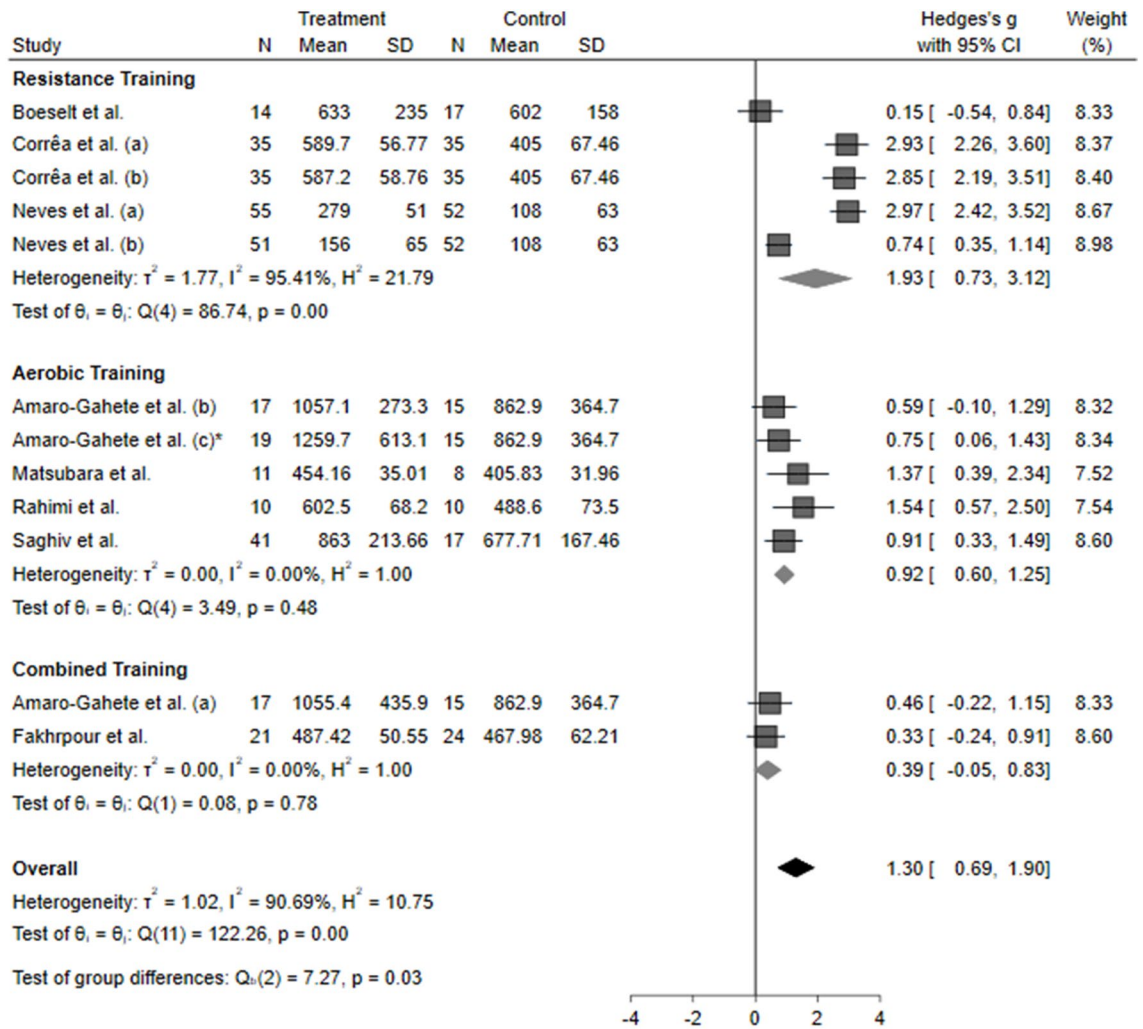 Treatment Control Hedges's g Weight
Study N Mean SD N Mean SD with 95% CI (%)
Resistance Training
Boeselt et al. 14 633 235 17 602 158 0.15 [ -0.54, 0.84] 8.33
Corrêa et al. (a) 35 589.7 56.77 35 405 67.46 2.93 [ 2.26, 3.60] 8.37
Corrêa et al. (b) 35 587.2 58.76 35 405 67.46 2.85 [ 2.19, 3.51] 8.40
Neves et al. (a) 55 279 51 52 108 63 2.97 [ 2.42, 3.52] 8.67
Neves et al. (b) 51 156 65 52 108 63 0.74 [ 0.35, 1.14] 8.98
Heterogeneity: τ² = 1.77, I² = 95.41%, H² = 21.79 1.93 [ 0.73, 3.12]
Test of θᵢ = θⱼ: Q(4) = 86.74, p = 0.00
Aerobic Training
Amaro-Gahete et al. (b) 17 1057.1 273.3 15 862.9 364.7 0.59 [ -0.10, 1.29] 8.32
Amaro-Gahete et al. (c)* 19 1259.7 613.1 15 862.9 364.7 0.75 [ 0.06, 1.43] 8.34
Matsubara et al. 11 454.16 35.01 8 405.83 31.96 1.37 [ 0.39, 2.34] 7.52
Rahimi et al. 10 602.5 68.2 10 488.6 73.5 1.54 [ 0.57, 2.50] 7.54
Saghiv et al. 41 863 213.66 17 677.71 167.46 0.91 [ 0.33, 1.49] 8.60
Heterogeneity: τ² = 0.00, I² = 0.00%, H² = 1.00 0.92 [ 0.60, 1.25]
Test of θᵢ = θⱼ: Q(4) = 3.49, p = 0.48
Combined Training
Amaro-Gahete et al. (a) 17 1055.4 435.9 15 862.9 364.7 0.46 [ -0.22, 1.15] 8.33
Fakhrpour et al. 21 487.42 50.55 24 467.98 62.21 0.33 [ -0.24, 0.91] 8.60
Heterogeneity: τ² = 0.00, I² = 0.00%, H² = 1.00 0.39 [ -0.05, 0.83]
Test of θᵢ = θⱼ: Q(1) = 0.08, p = 0.78
Overall 1.30 [ 0.69, 1.90]
Heterogeneity: τ² = 1.02, I² = 90.69%, H² = 10.75
Test of θᵢ = θⱼ: Q(11) = 122.26, p = 0.00
Test of group differences: Q_b(2) = 7.27, p = 0.03
-4 -2 0 2 4